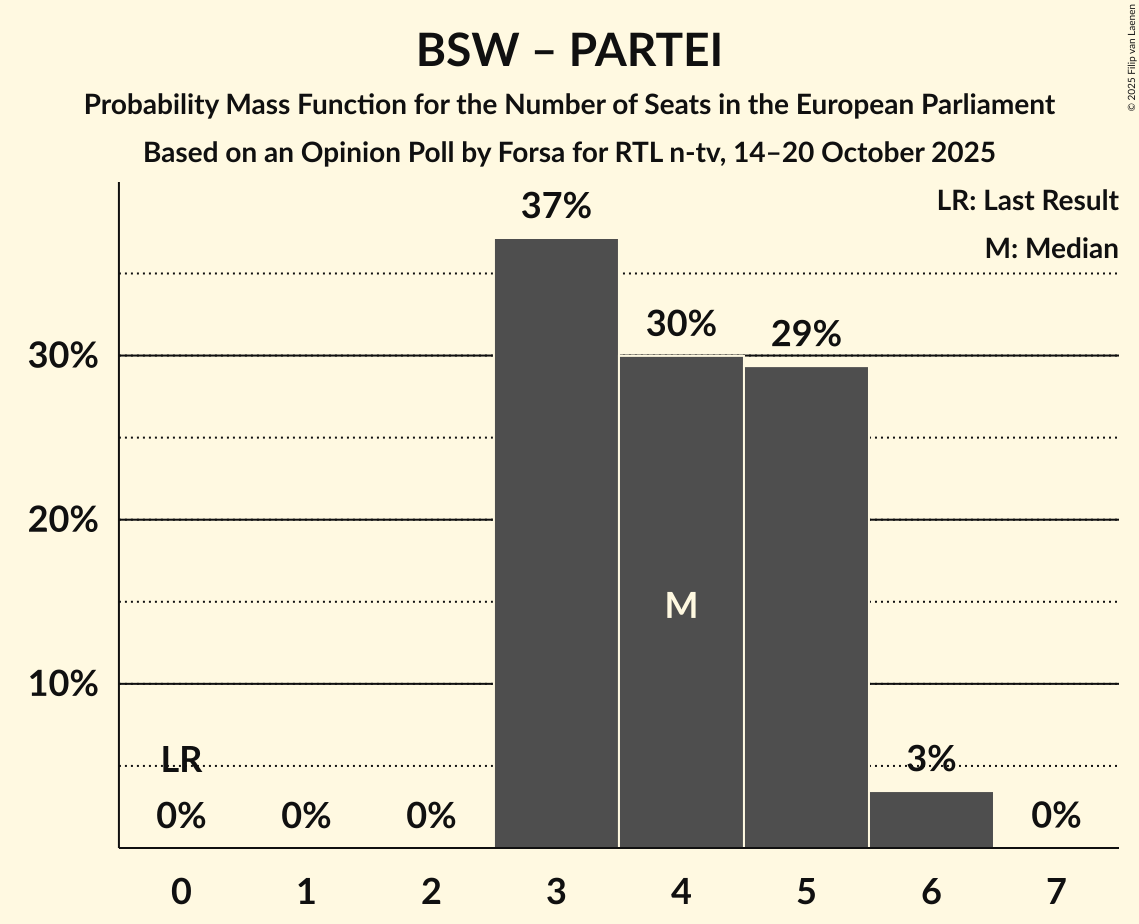 © 2025 Filip van Laenen
BSW – PARTEI
Probability Mass Function for the Number of Seats in the European Parliament
Based on an Opinion Poll by Forsa for RTL n-tv, 14–20 October 2025
LR: Last Result
M: Median
37%
30%
29%
30%
20%
M
10%
LR
3%
0%
0%
0%
0%
0 1 2 3 4 5 6 7